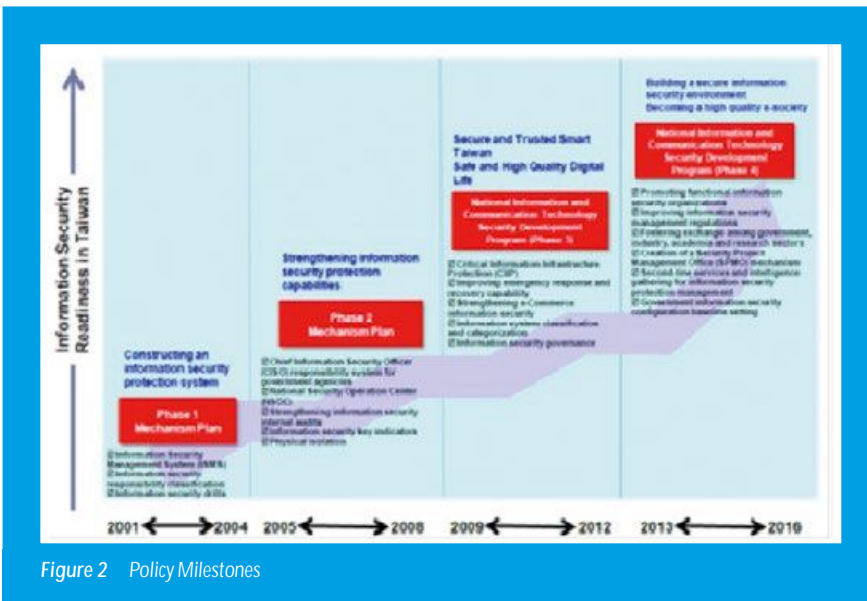 Information Security
Readiness in Taiwan
Constructing an
information security
protection system
Phase 1
Mechanism Plan
Information Security
Management System (ISMS)
Information security
responsibility classification
Information security drills
2001
2004
Strengthening information
security protection
capabilities
Phase 2
Mechanism Plan
Chief Information Security Officer
(CISO) responsibility system for
government agencies
National Security Operation Center
(NSOC)
Strengthening information security
internal audits
Information security key indicators
Physical isolation
2005
2008
Secure and Trusted Smart
Taiwan
Safe and High Quality Digital
Life
National Information and
Communication Technology
Security Development
Program (Phase 3)
Critical Information Infrastructure
Protection (CIIP)
Improving emergency response and
recovery capability
Strengthening e-Commerce
information security
Information system classification
and categorization
Information security governance
2009
2012
Building a secure information
security environment
Becoming a high quality e-society
National Information and
Communication Technology
Security Development
Program (Phase 4)
Promoting functional information
security organizations
Improving information security
management regulations
Fostering exchange among government,
industry, academia and research sectors
Creation of a Security Project
Management Office (SPMO) mechanism
Second-line services and intelligence
gathering for information security
protection management
Government information security
configuration baseline setting
2013
2016
Figure 2 Policy Milestones